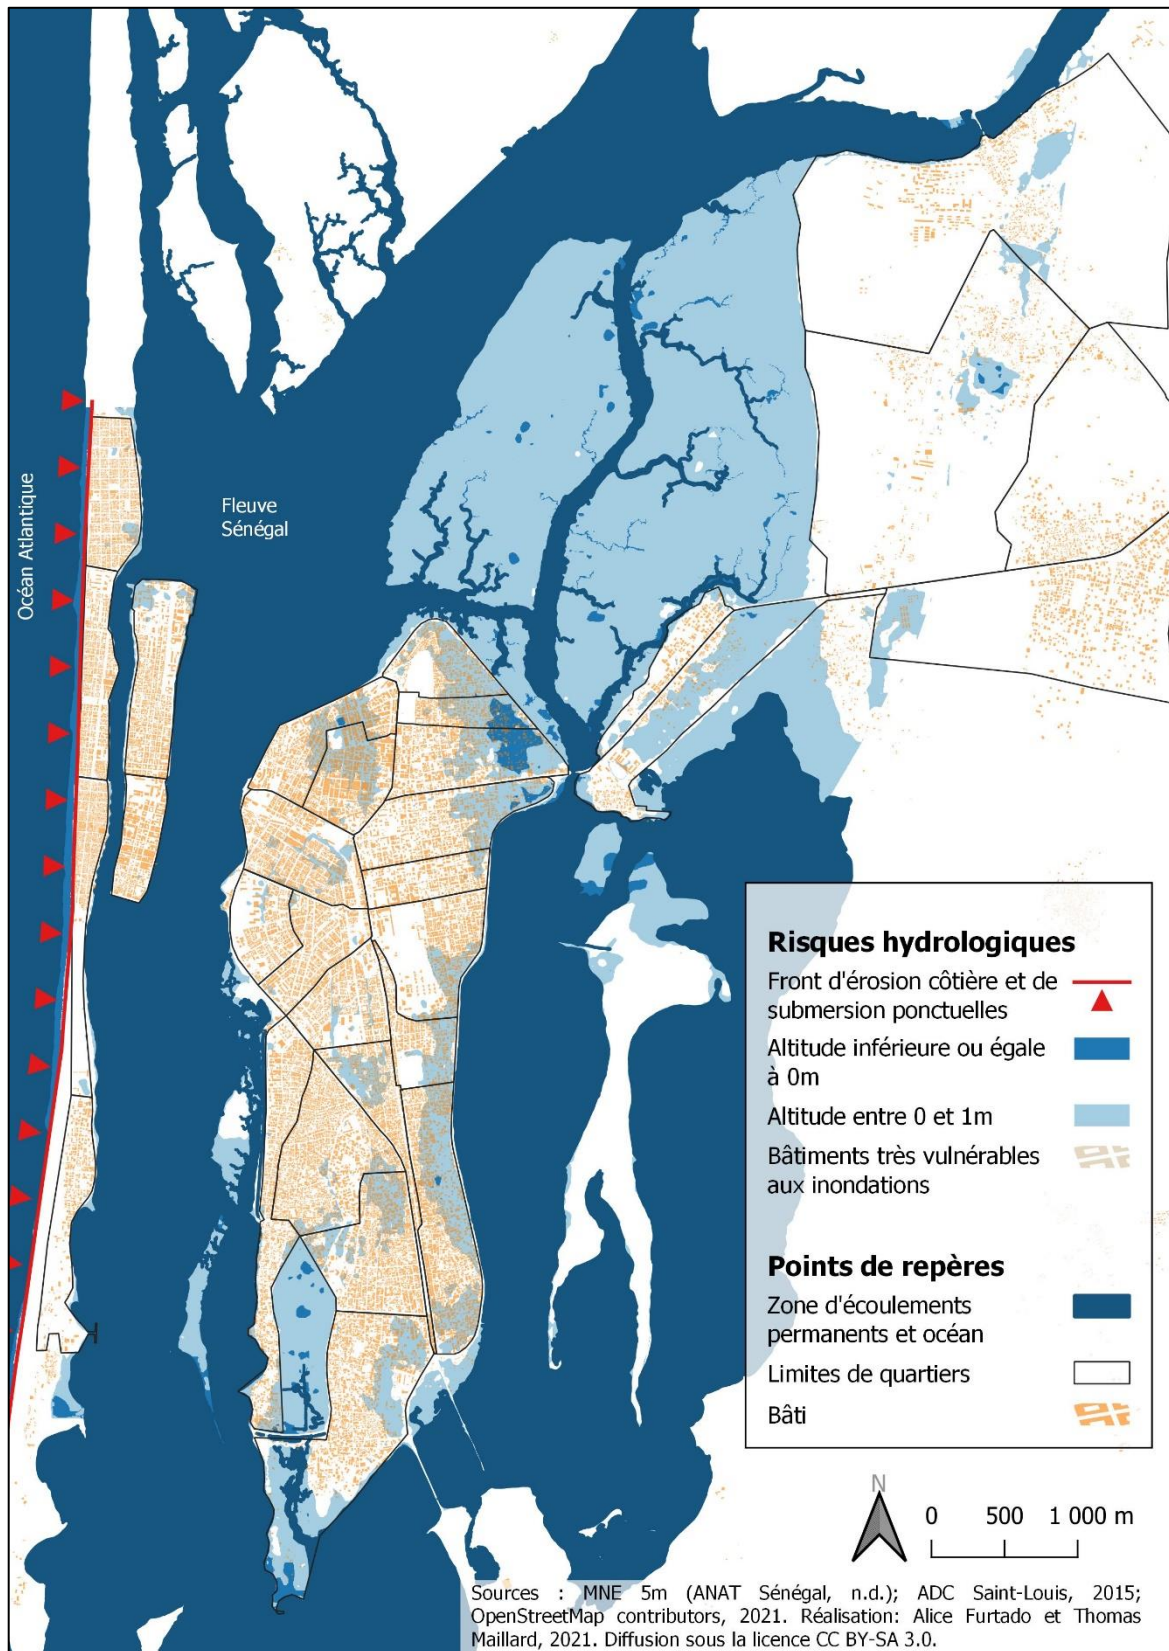 Océan Atlantique
Fleuve
Sénégal
Risques hydrologiques
Front d'érosion côtière et de
submersion ponctuelles
Altitude inférieure ou égale
à 0m
Altitude entre 0 et 1m
Bâtiments très vulnérables
aux inondations
Points de repères
Zone d'écoulements
permanents et océan
Limites de quartiers
Bâti
N
0 500 1 000 m
Sources : MNE 5m (ANAT Sénégal, n.d.); ADC Saint-Louis, 2015;
OpenStreetMap contributors, 2021. Réalisation: Alice Furtado et Thomas
Maillard, 2021. Diffusion sous la licence CC BY-SA 3.0.